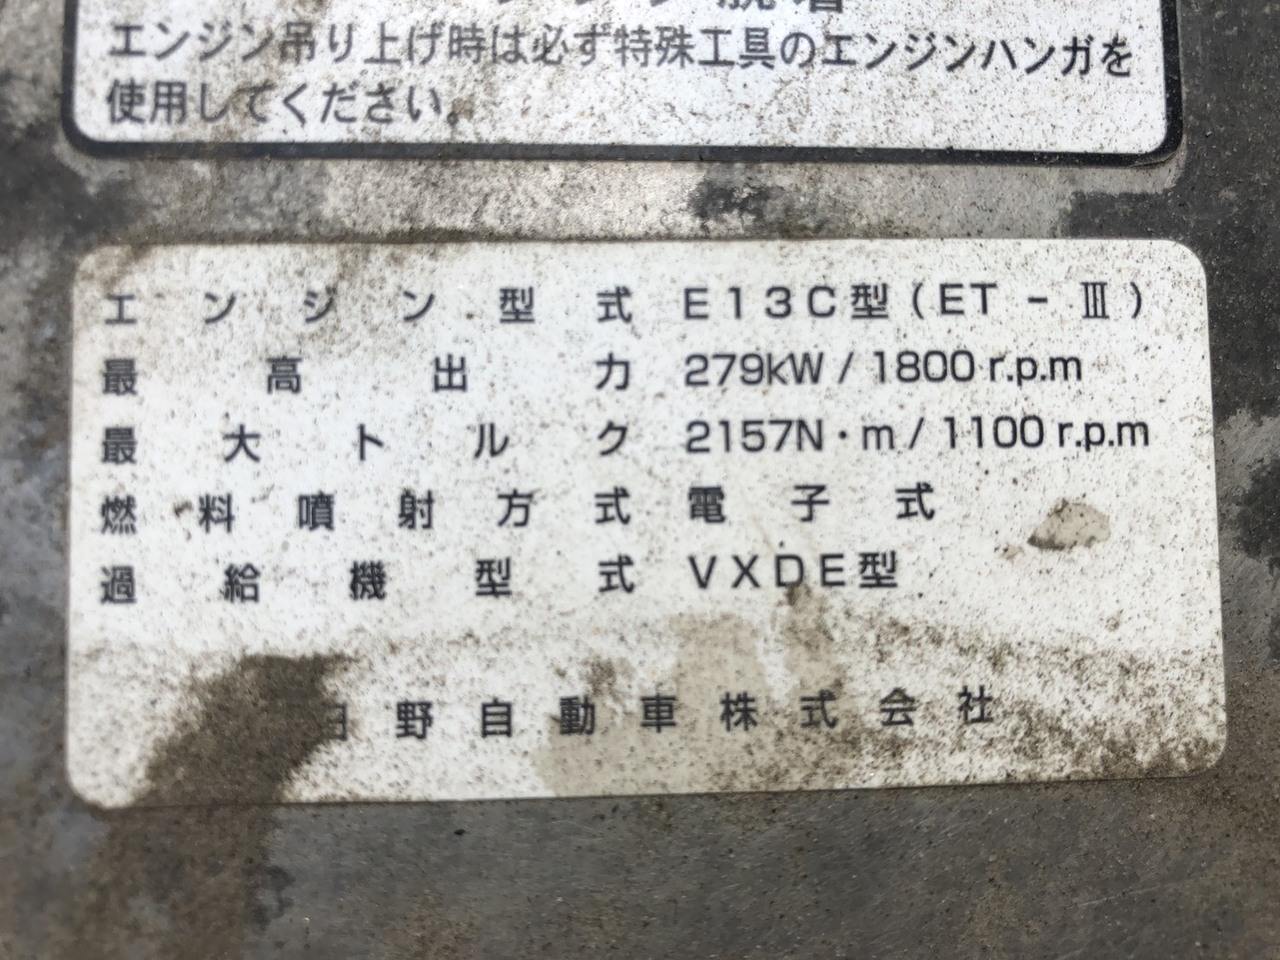 エンジン吊り上げ時は必ず特殊工具のエンジンハンガを
使用してください。
エンジン型式 E13C型(ET-Ⅲ)
最高出力 279kW/1800r.p.m
最大トルク 2157N・m/1100r.p.m
燃料噴射方式 電子式
過給機型式 VXDE型
日野自動車株式会社